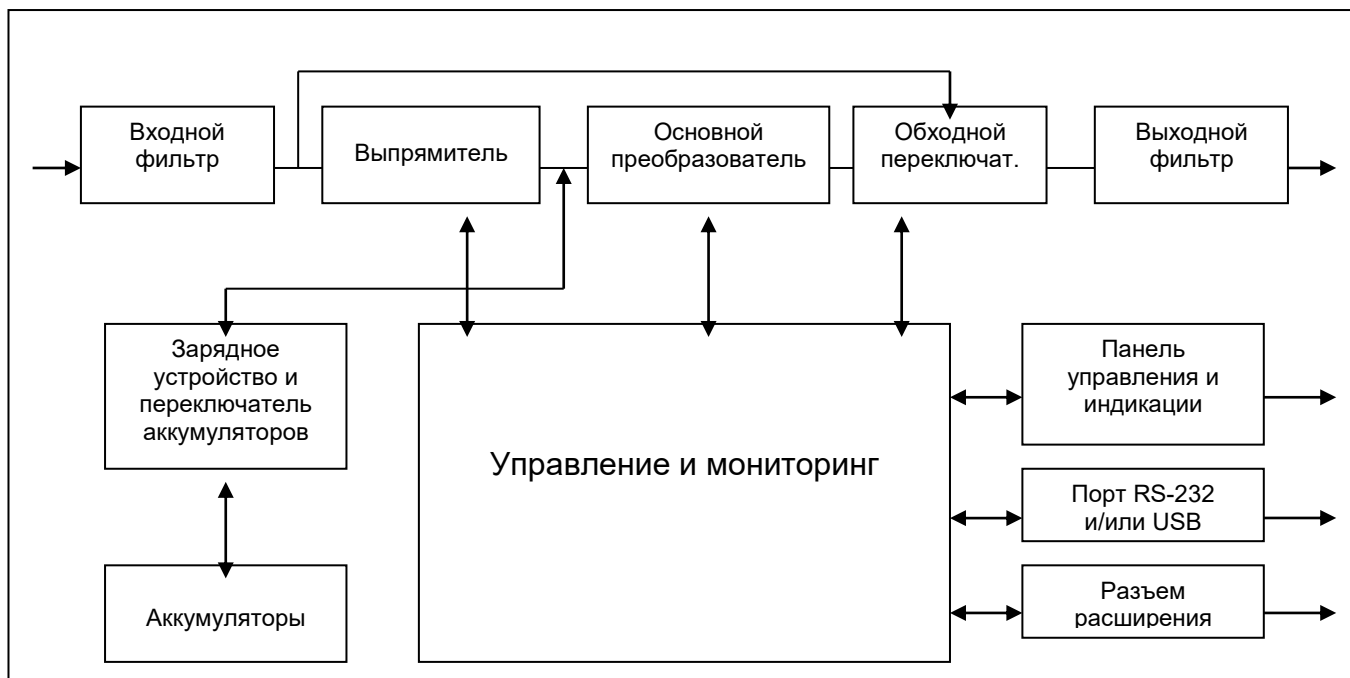 Входной
фильтр
Выпрямитель
Основной
преобразователь
Обходной
переключат.
Выходной
фильтр
Зарядное
устройство и
переключатель
аккумуляторов
Управление и мониторинг
Панель
управления и
индикации
Порт RS-232
и/или USB
Разъем
расширения
Аккумуляторы